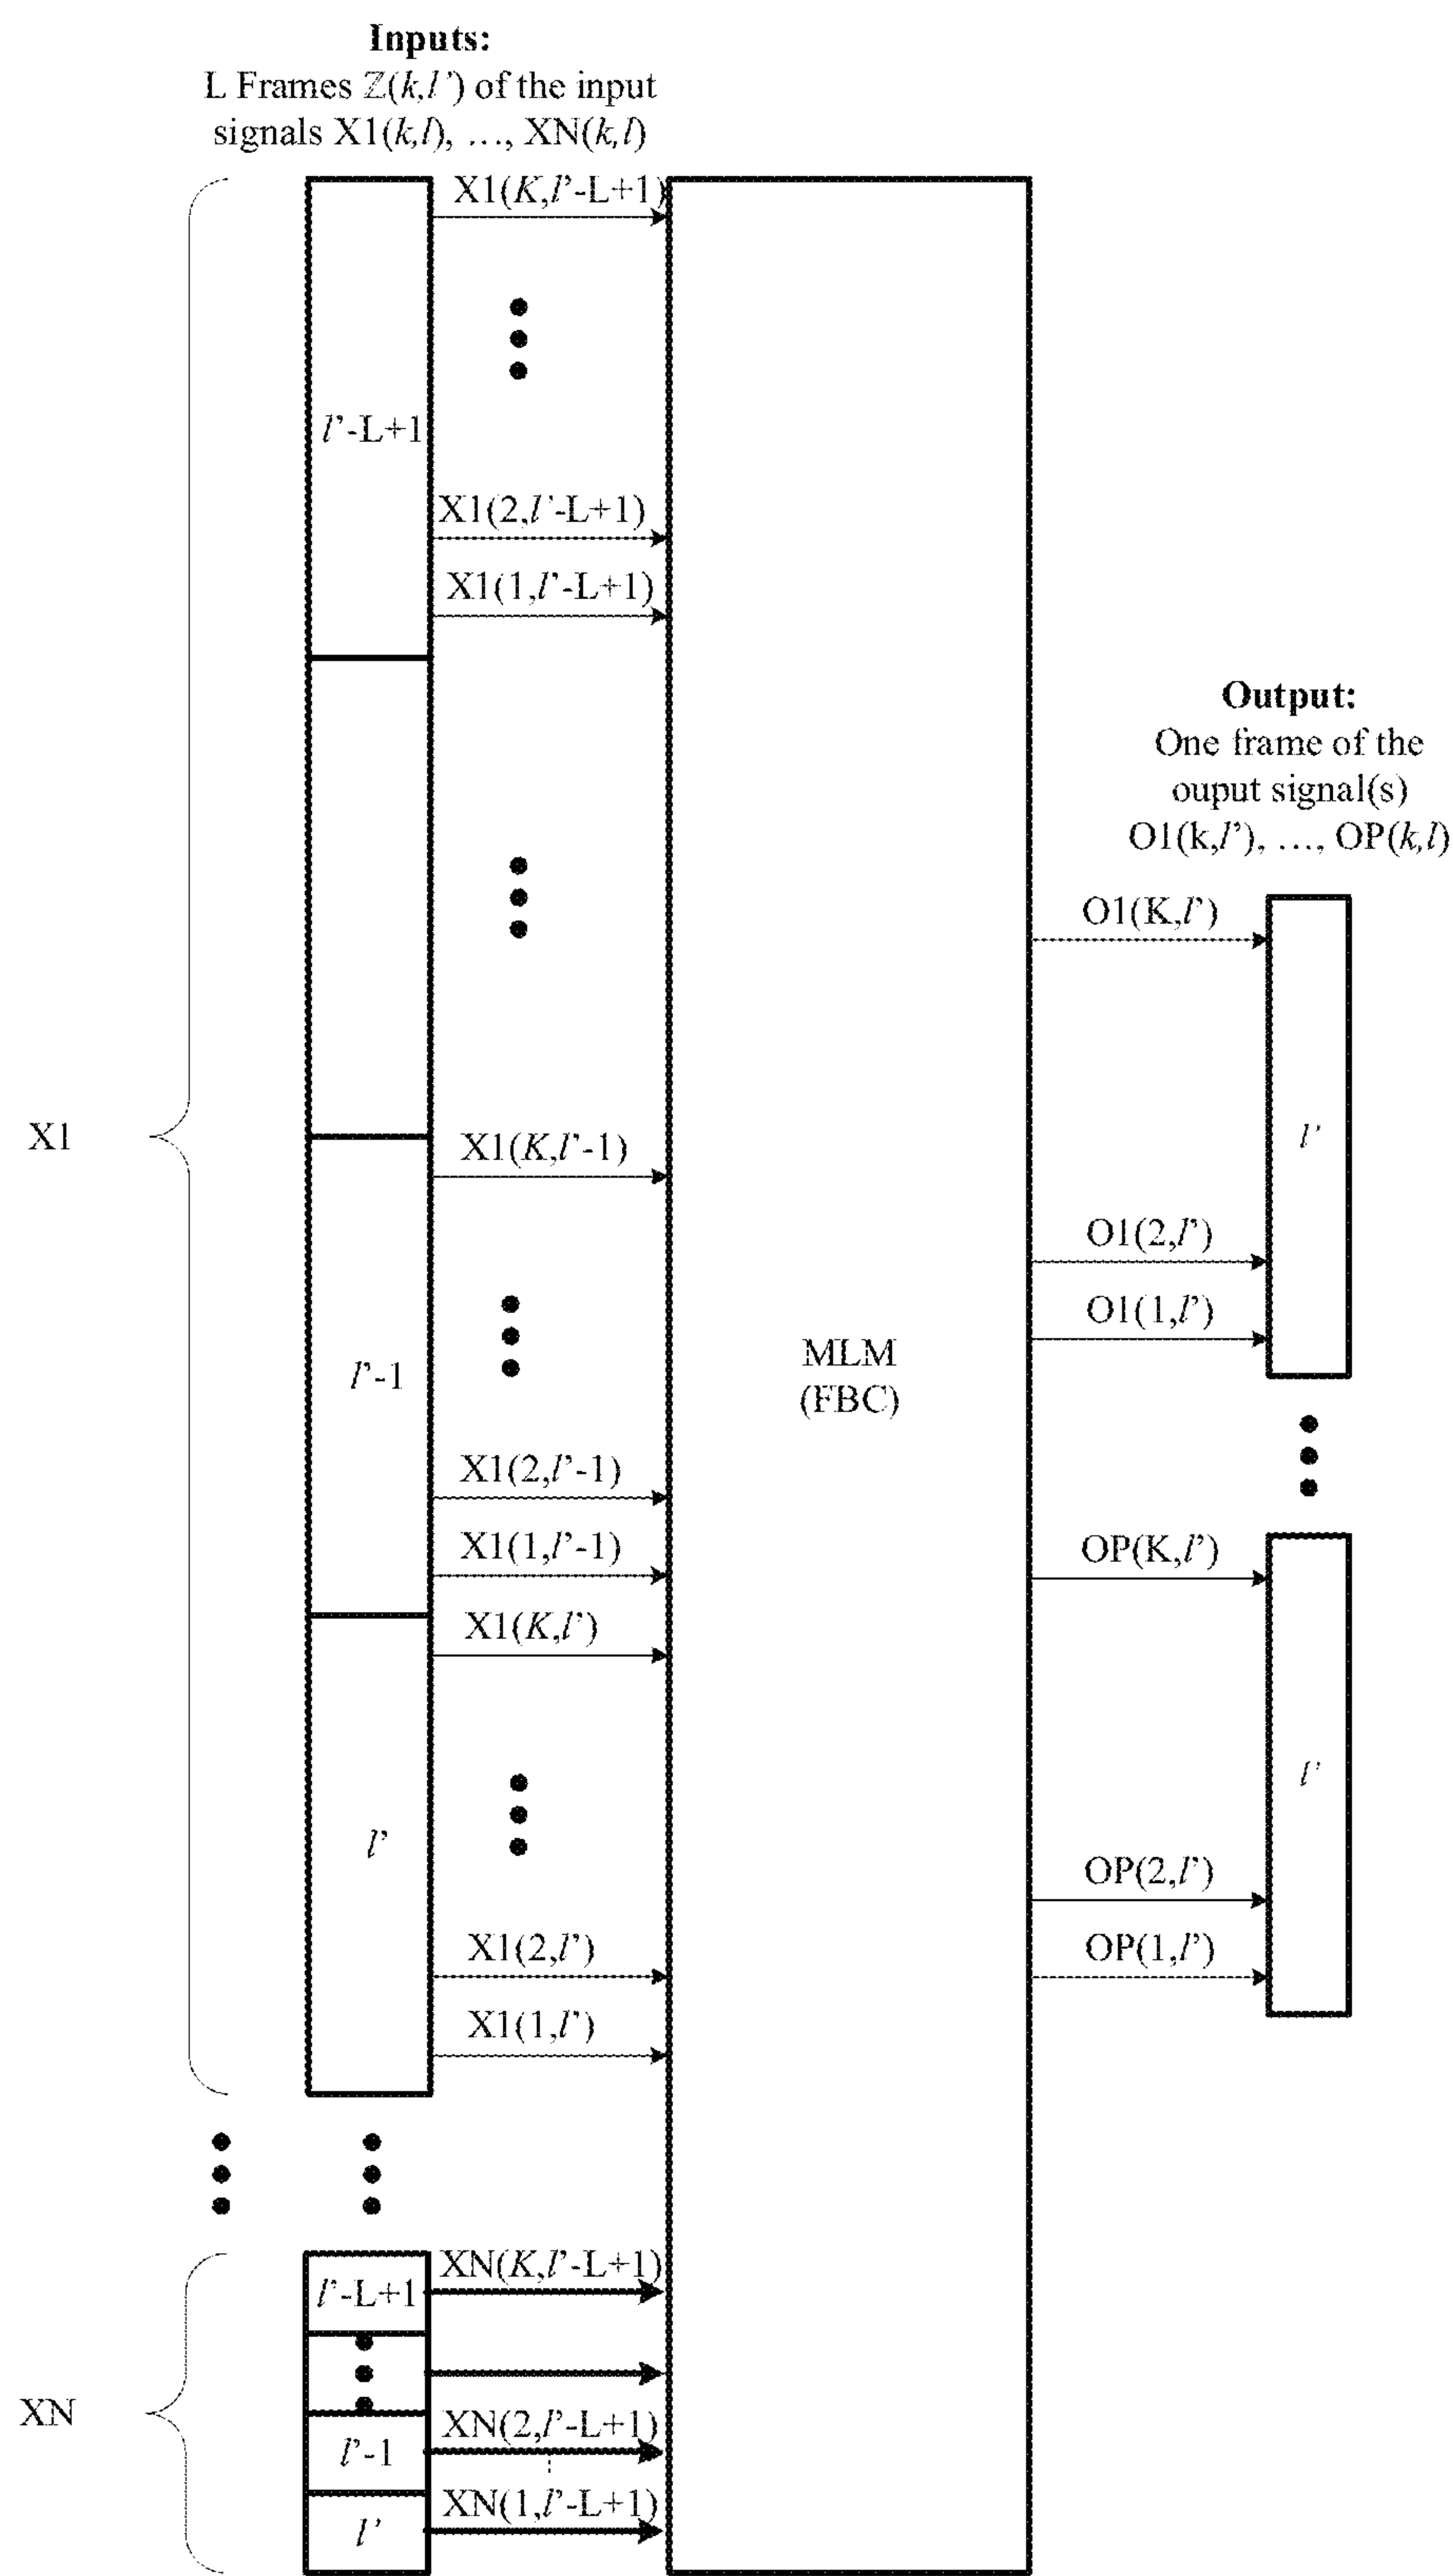 Inputs:
L Frames ℤ(k,l’) of the input
signals X1(k,l), …, XN(k,l)
X1(K,l’-L+1)
l’-L+1
X1(2,l’-L+1)
X1(1,l’-L+1)
Output:
One frame of the
ouput signal(s)
O1(k,l’), …, OP(k,l)
O1(K,l’)
X1
X1(K,l’-1)
l’
O1(2,l’)
O1(1,l’)
MLM
(FBC)
l’-1
X1(2,l’-1)
X1(1,l’-1)
OP(K,l’)
X1(K,l’)
l’
l’
OP(2,l’)
X1(2,l’)
OP(1,l’)
X1(1,l’)
XN(K,l’-L+1)
l’-L+1
XN
XN(2,l’-L+1)
l’-1
XN(1,l’-L+1)
l’